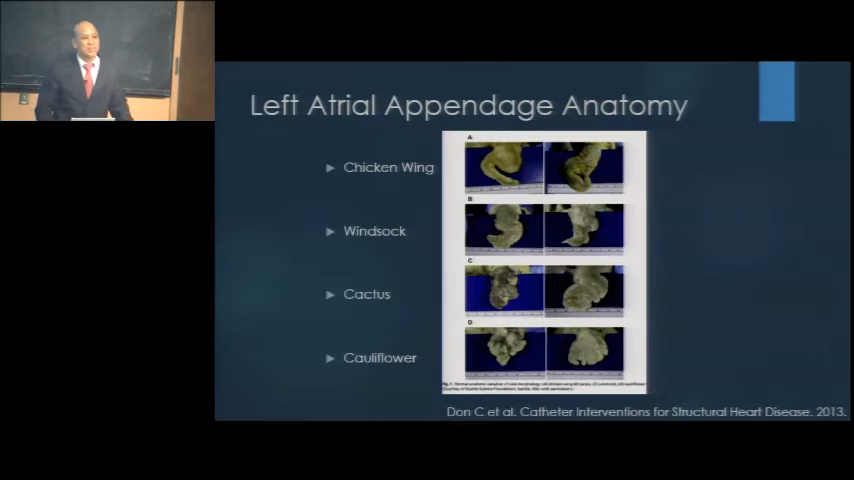 Left Atrial Appendage Anatomy
A
Chicken Wing
B
Windsock
C
Cactus
D
Cauliflower
Don C et al. Catheter Interventions for Structural Heart Disease. 2013.